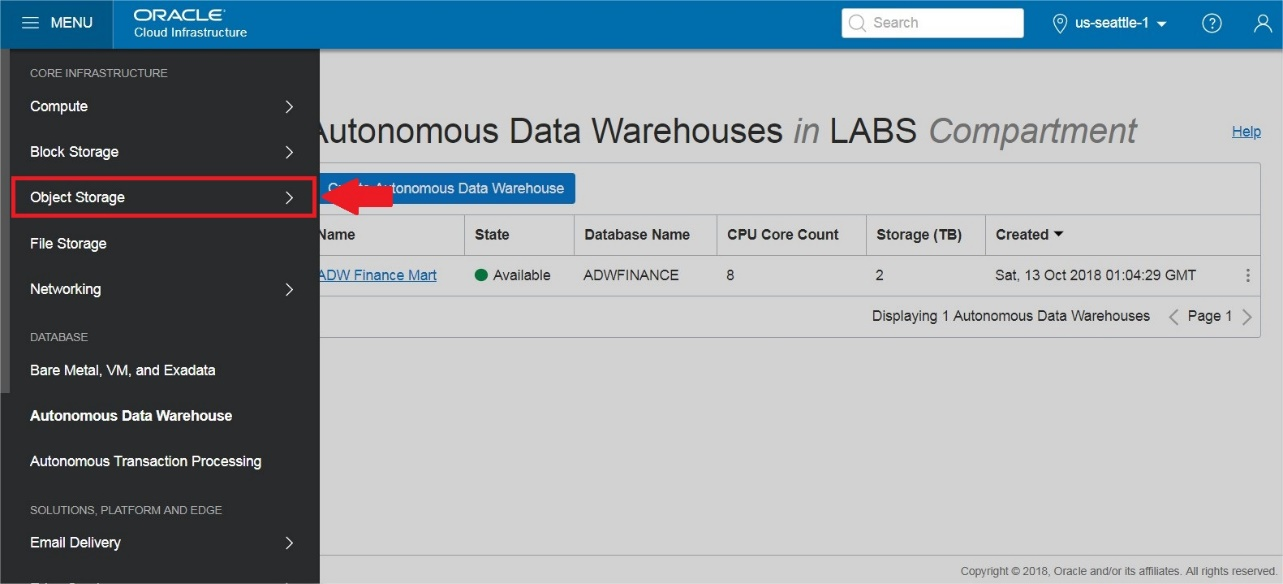 MENU
ORACLE
Cloud Infrastructure
Search
us-seattle-1
CORE INFRASTRUCTURE
Compute
Block Storage
Object Storage
File Storage
Networking
DATABASE
Bare Metal, VM, and Exadata
Autonomous Data Warehouse
Autonomous Transaction Processing
SOLUTIONS, PLATFORM AND EDGE
Email Delivery
Autonomous Data Warehouses in LABS Compartment
Help
Create Autonomous Data Warehouse
Name State Database Name CPU Core Count Storage (TB) Created
ADW Finance Mart Available ADWFINANCE 8 2 Sat, 13 Oct 2018 01:04:29 GMT
Displaying 1 Autonomous Data Warehouses Page 1
Copyright © 2018, Oracle and/or its affiliates. All rights reserved.